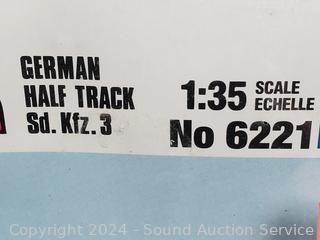 GERMAN
HALF TRACK
Sd. Kfz. 3
1:35 SCALE
ECHELLE
No 6221
Copyright 2024 - Sound Auction Service